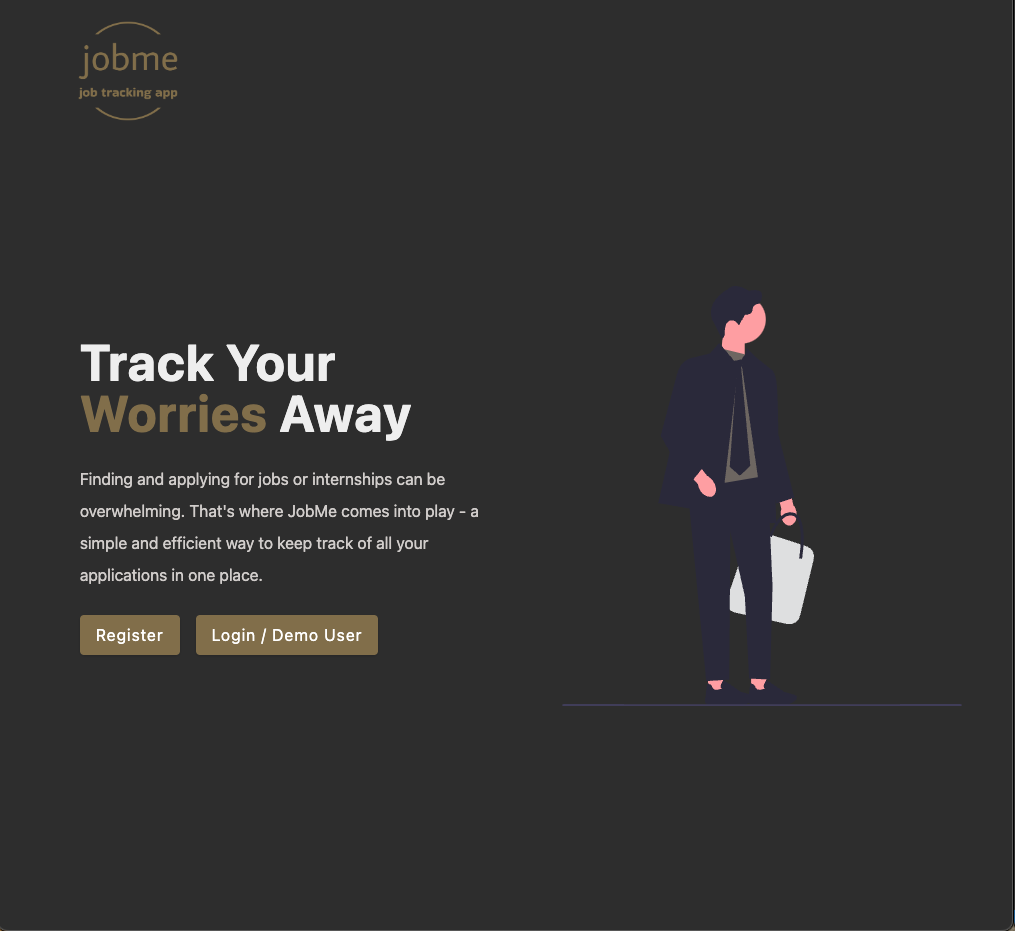 jobme
job tracking app
Track Your
Worries Away
Finding and applying for jobs or internships can be
overwhelming. That's where JobMe comes into play - a
simple and efficient way to keep track of all your
applications in one place.
Register
Login / Demo User